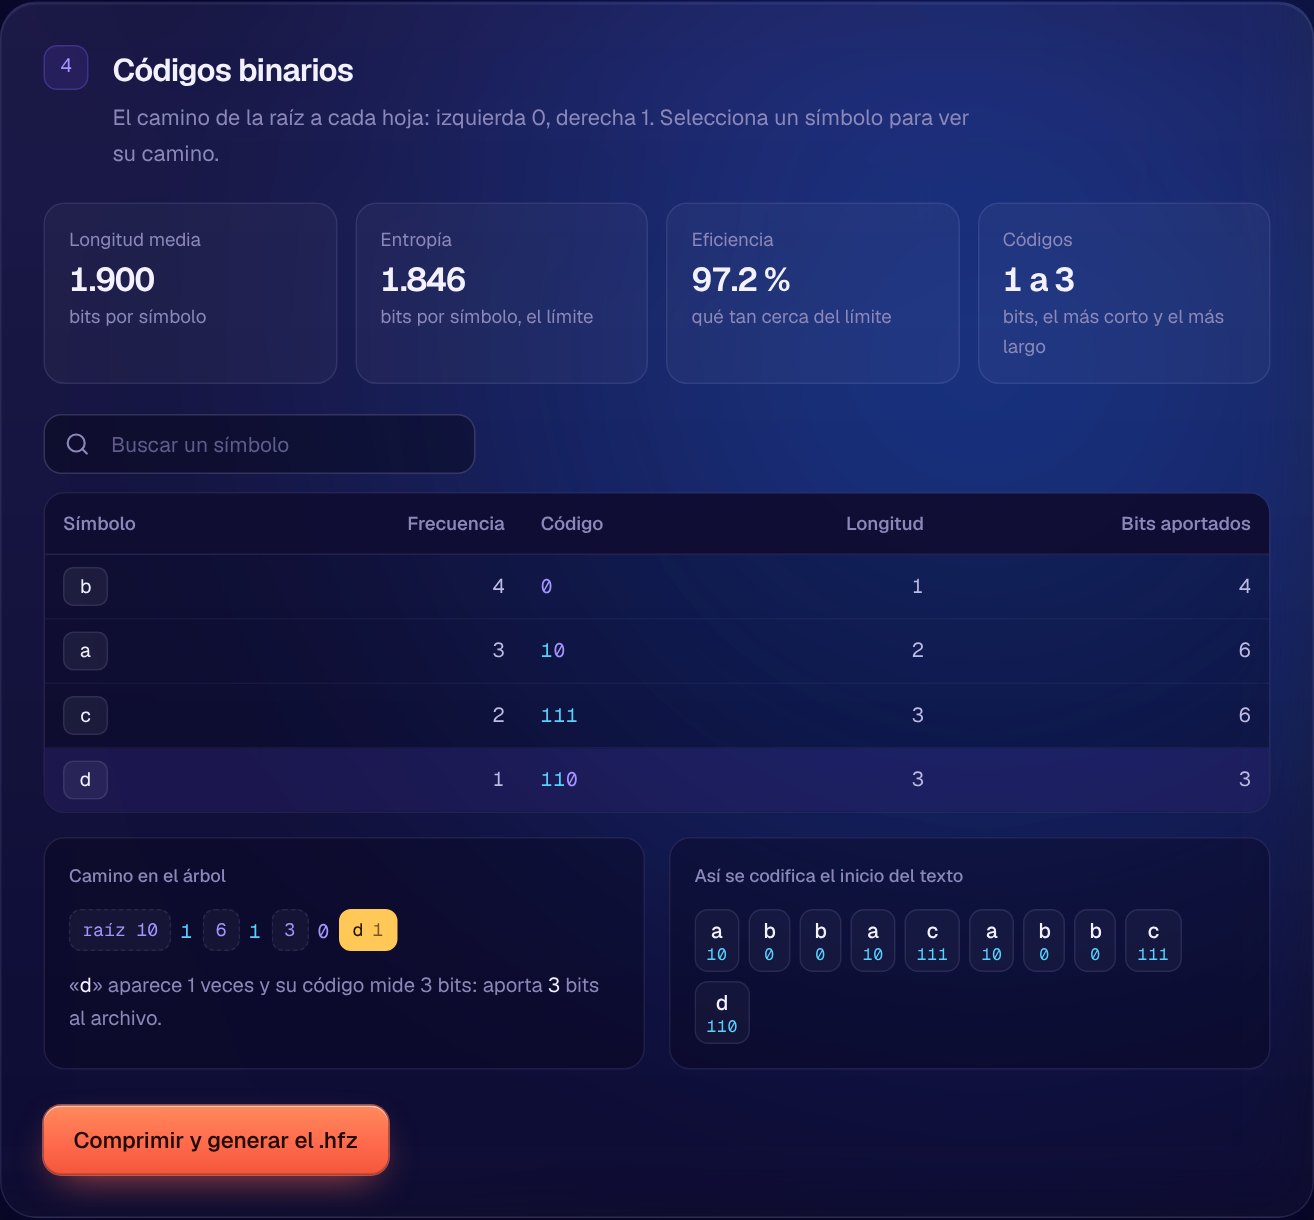 4
Códigos binarios
El camino de la raíz a cada hoja: izquierda 0, derecha 1. Selecciona un símbolo para ver
su camino.
Longitud media
1.900
bits por símbolo
Entropía
1.846
bits por símbolo, el límite
Eficiencia
97.2 %
qué tan cerca del límite
Códigos
1 a 3
bits, el más corto y el más
largo
Buscar un símbolo
Símbolo Frecuencia Código Longitud Bits aportados
b 4 0 1 4
a 3 10 2 6
c 2 111 3 6
d 1 110 3 3
Camino en el árbol
raíz 10 1 6 1 3 0 d 1
«d» aparece 1 veces y su código mide 3 bits: aporta 3 bits
al archivo.
Así se codifica el inicio del texto
a b b a c a b b c
10 0 0 10 111 10 0 0 111
d
110
Comprimir y generar el .hfz